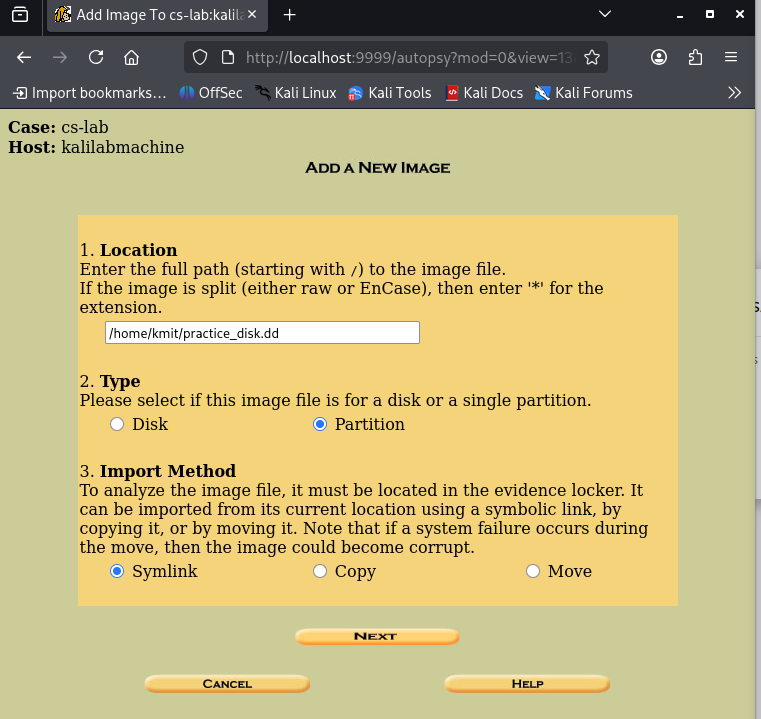 Add Image To cs-lab:kalila
http://localhost:9999/autopsy?mod=0&view=13
Import bookmarks... OffSec Kali Linux Kali Tools Kali Docs Kali Forums
Case: cs-lab
Host: kalilabmachine
ADD A NEW IMAGE
1. Location
Enter the full path (starting with /) to the image file.
If the image is split (either raw or EnCase), then enter '*' for the
extension.
/home/kmit/practice_disk.dd
2. Type
Please select if this image file is for a disk or a single partition.
Disk Partition
3. Import Method
To analyze the image file, it must be located in the evidence locker. It
can be imported from its current location using a symbolic link, by
copying it, or by moving it. Note that if a system failure occurs during
the move, then the image could become corrupt.
Symlink Copy Move
NEXT
CANCEL HELP